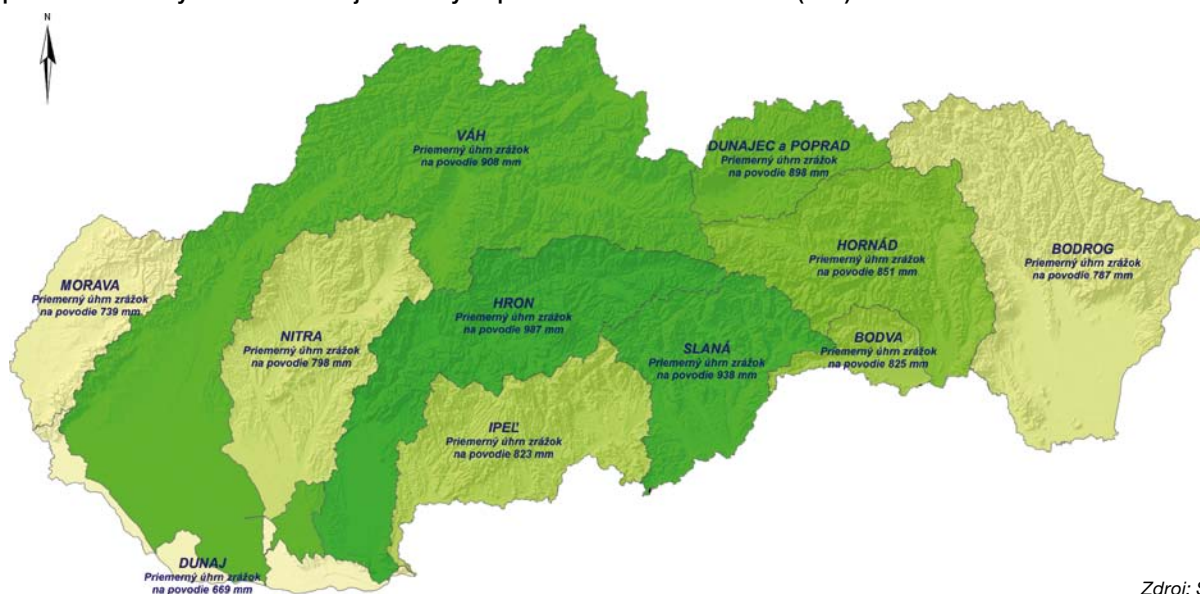 N
VÁH
Priemerný úhrn zrážok
na povodie 908 mm
DUNAJEC a POPRAD
Priemerný úhrn zrážok
na povodie 898 mm
HORNÁD
Priemerný úhrn zrážok
na povodie 851 mm
BODROG
Priemerný úhrn zrážok
na povodie 787 mm
MORAVA
Priemerný úhrn zrážok
na povodie 739 mm
HRON
Priemerný úhrn zrážok
na povodie 987 mm
NITRA
Priemerný úhrn zrážok
na povodie 798 mm
SLANÁ
Priemerný úhrn zrážok
na povodie 938 mm
BODVA
Priemerný úhrn zrážok
na povodie 825 mm
IPEĽ
Priemerný úhrn zrážok
na povodie 823 mm
DUNAJ
Priemerný úhrn zrážok
na povodie 669 mm
Zdroj: S